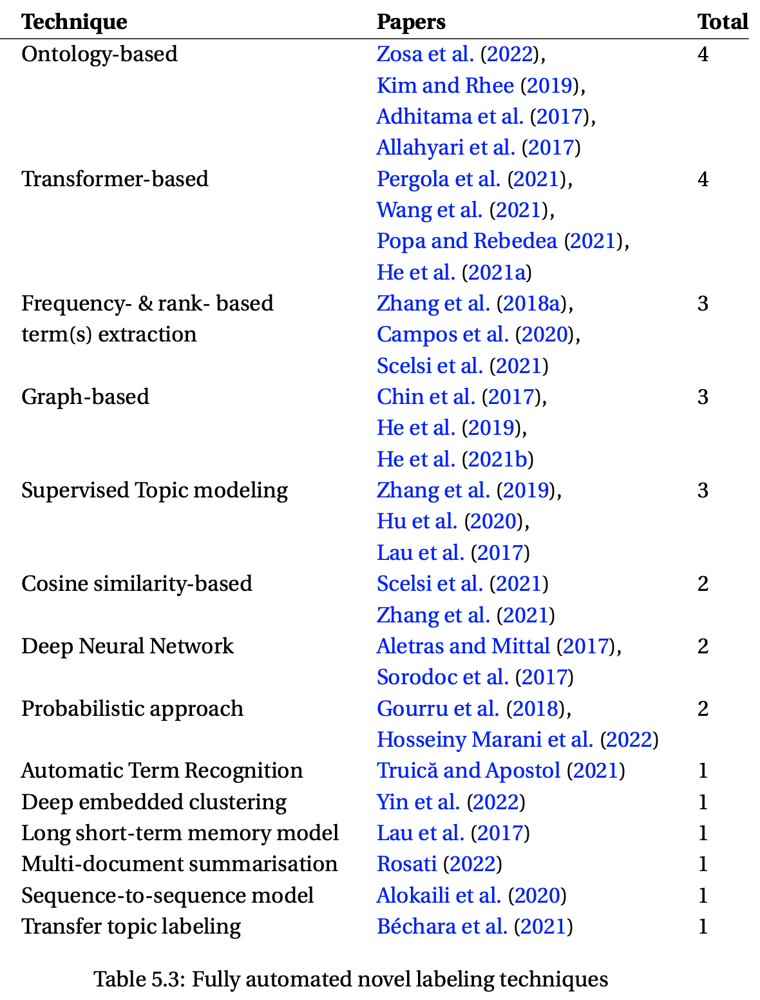 Technique Papers Total
Ontology-based Zosa et al. (2022), 4
Kim and Rhee (2019),
Adhitama et al. (2017),
Allahyari et al. (2017)
Transformer-based Pergola et al. (2021), 4
Wang et al. (2021),
Popa and Rebedea (2021),
He et al. (2021a)
Frequency- & rank- based Zhang et al. (2018a), 3
term(s) extraction Campos et al. (2020),
Scelsi et al. (2021)
Graph-based Chin et al. (2017), 3
He et al. (2019),
He et al. (2021b)
Supervised Topic modeling Zhang et al. (2019), 3
Hu et al. (2020),
Lau et al. (2017)
Cosine similarity-based Scelsi et al. (2021) 2
Zhang et al. (2021)
Deep Neural Network Aletras and Mittal (2017), 2
Sorodoc et al. (2017)
Probabilistic approach Gourru et al. (2018), 2
Hosseiny Marani et al. (2022)
Automatic Term Recognition Truică and Apostol (2021) 1
Deep embedded clustering Yin et al. (2022) 1
Long short-term memory model Lau et al. (2017) 1
Multi-document summarisation Rosati (2022) 1
Sequence-to-sequence model Alokaili et al. (2020) 1
Transfer topic labeling Béchara et al. (2021) 1
Table 5.3: Fully automated novel labeling techniques